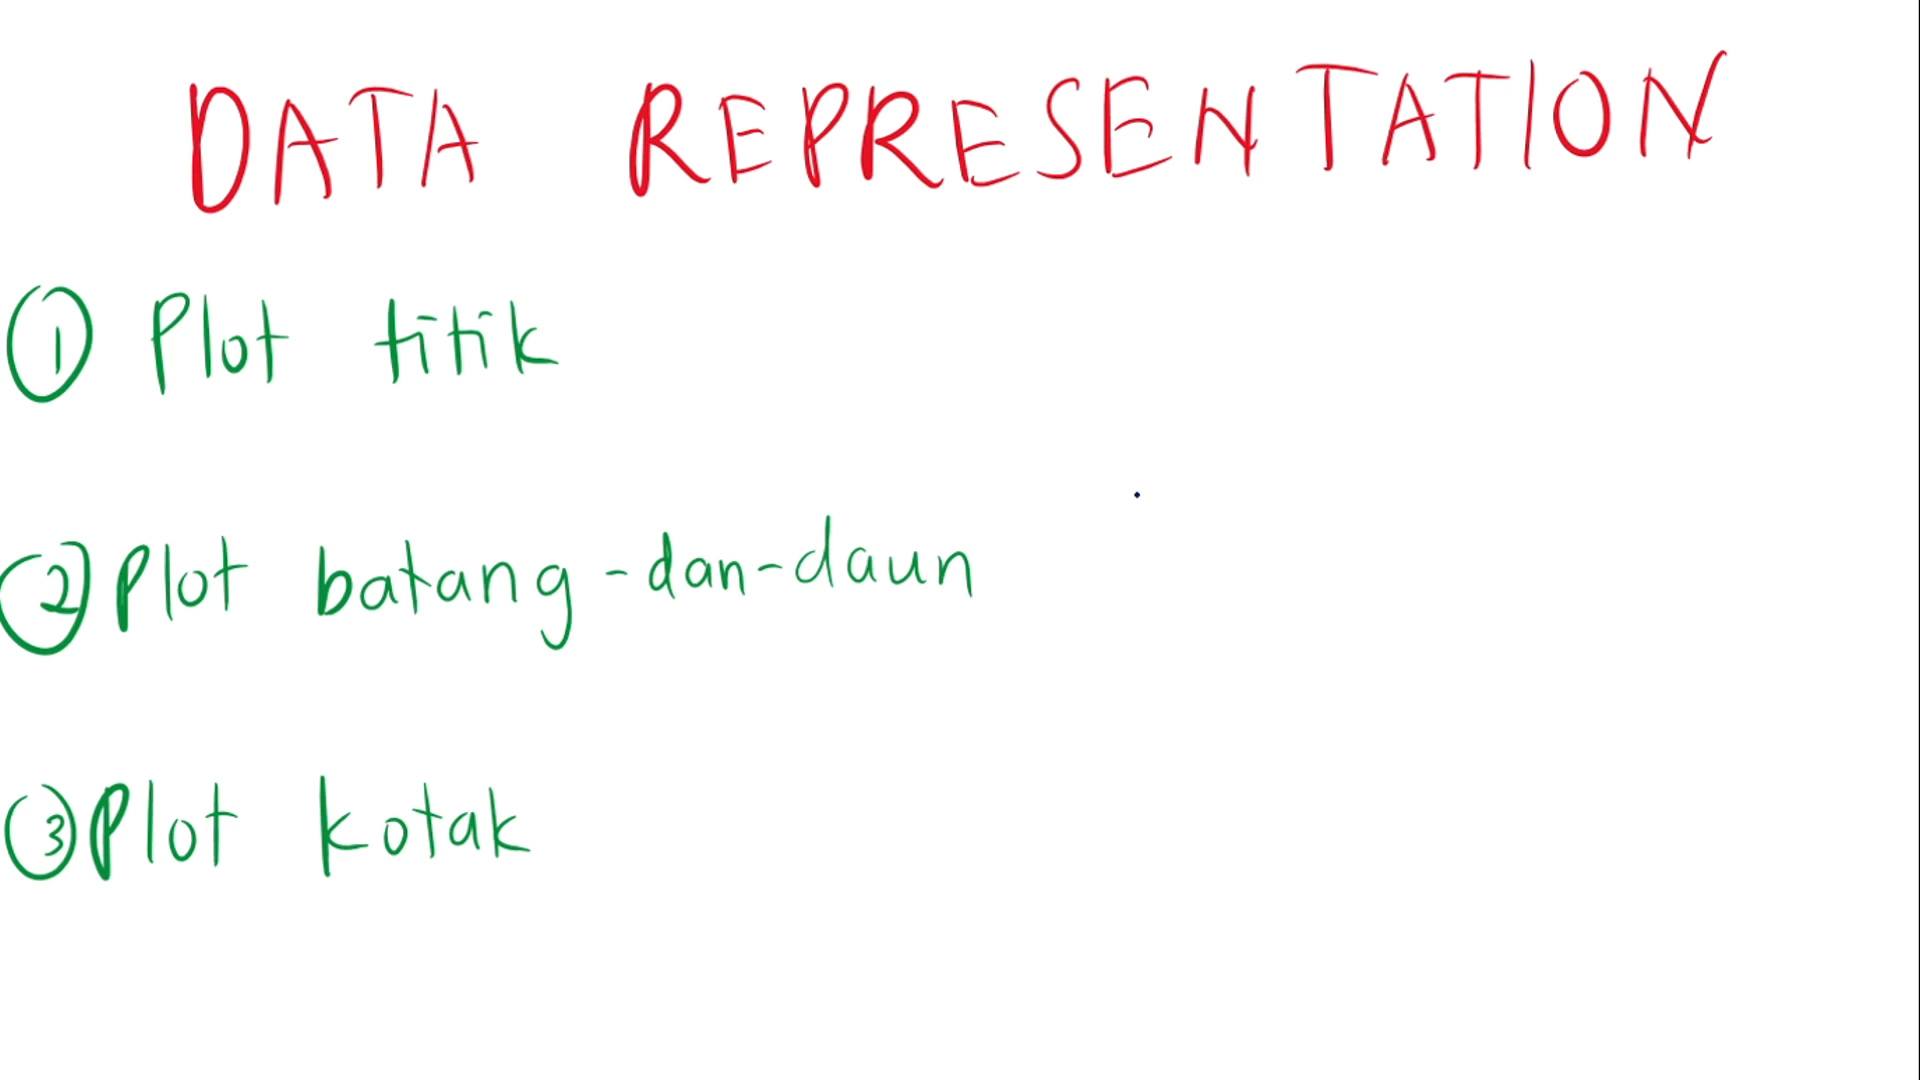 DATA REPRESENTATION
① Plot titik
② Plot batang-dan-daun
③ Plot kotak